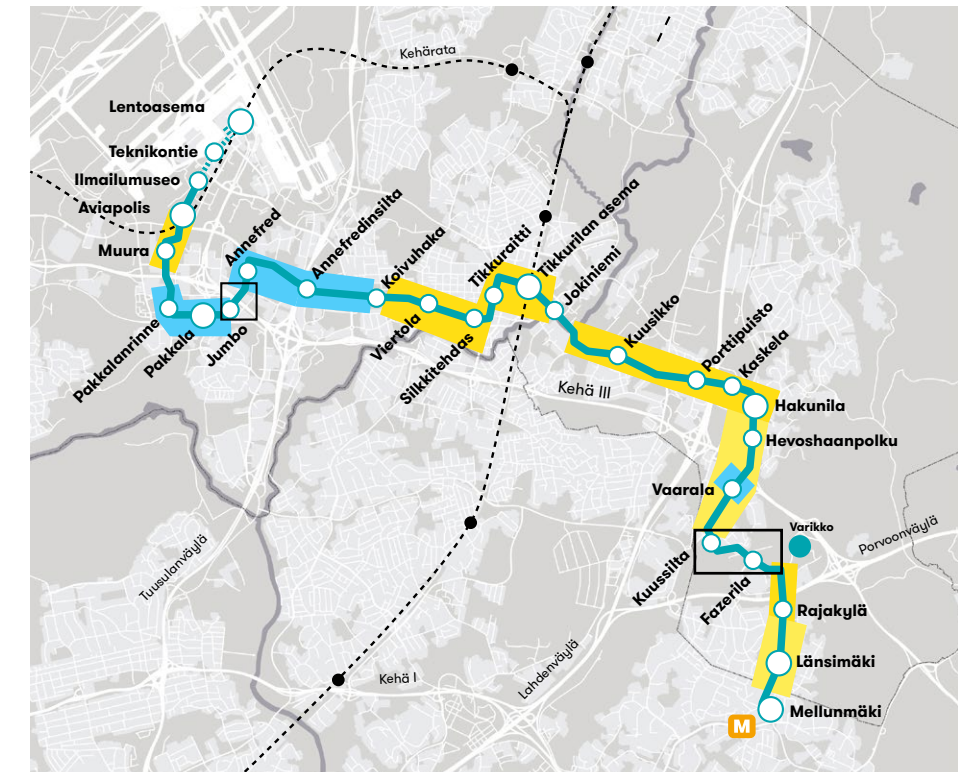 Kehärata
Lentoasema
Teknikontie
Ilmailumuseo
Aviapolis
Muura
Annefred
Annefredinsilta
Koivuhaka
Tikkuraitti
Tikkurilan asema
Jokiniemi
Pakkalanrinne
Pakkala
Jumbo
Viertola
Silkkitehdas
Kuusikko
Porttipuisto
Kaskela
Kehä III
Hakunila
Hevoshaanpolku
Vaarala
Varikko
Porvoonväylä
Tuusulanväylä
Kuussilta
Fazerila
Rajakylä
Lahdenväylä
Länsimäki
Kehä I
Mellunmäki
M